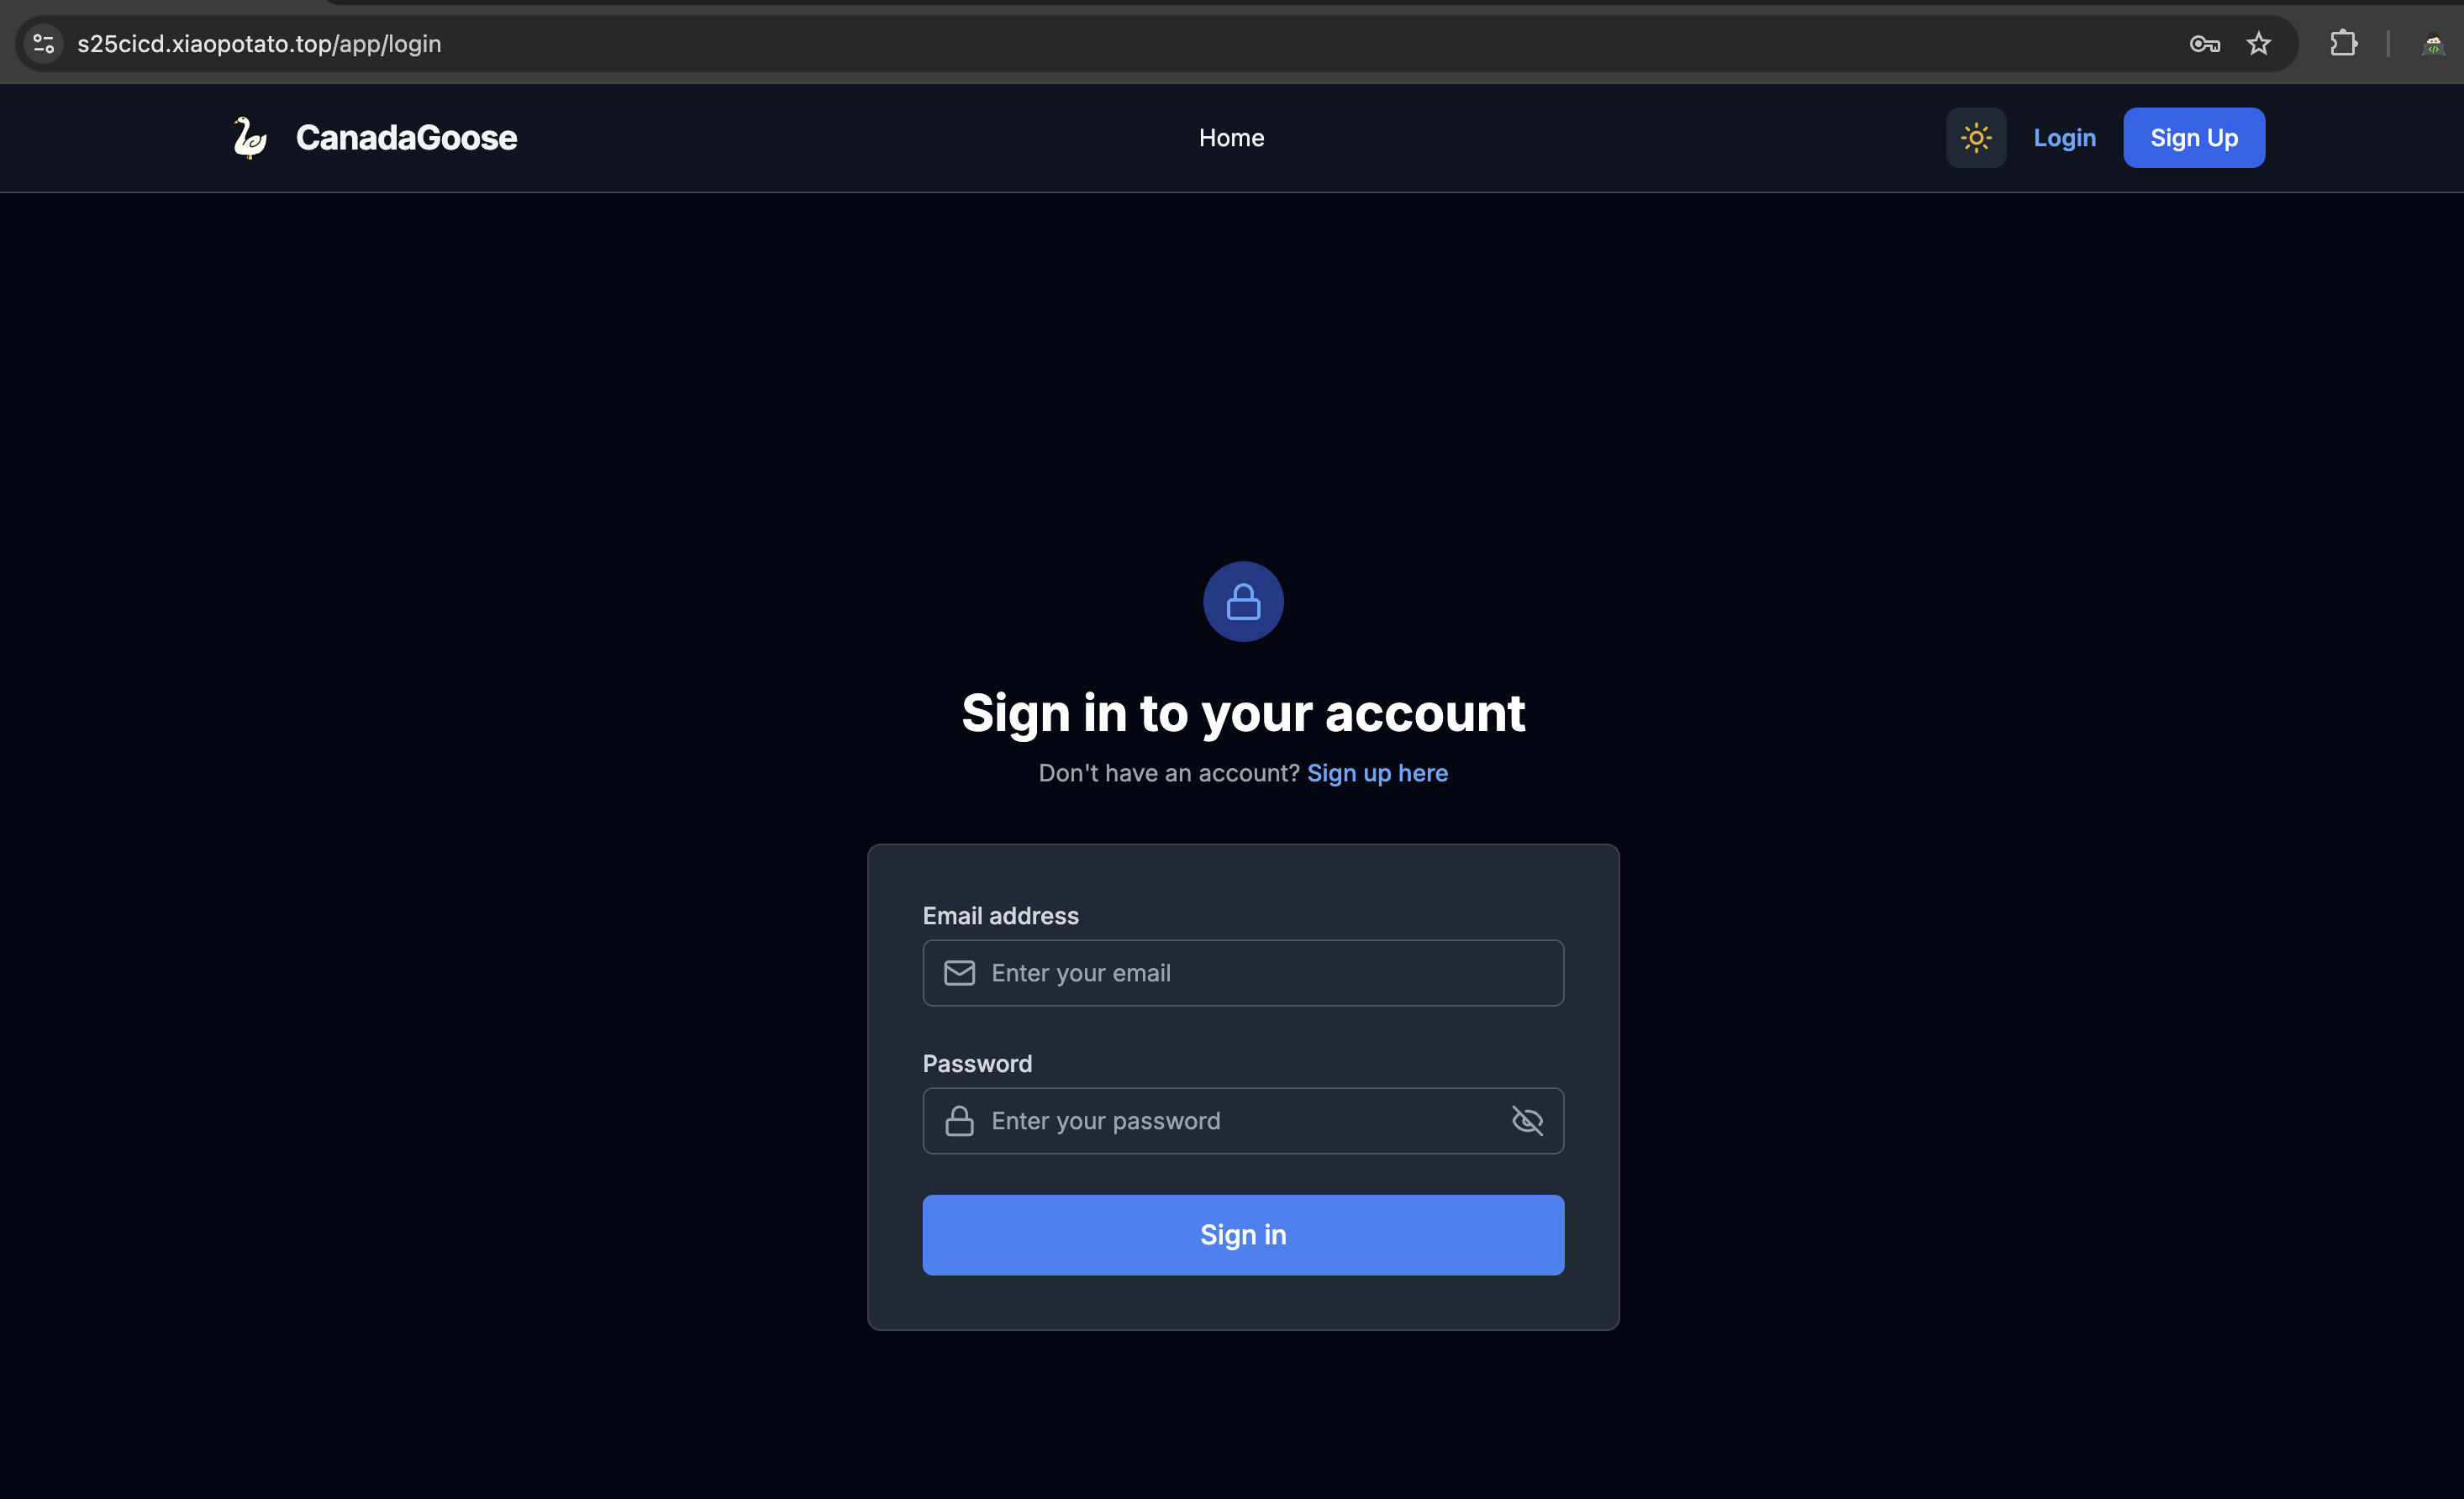 s25cicd.xiaopotato.top/app/login
CanadaGoose
Home
Login
Sign Up
Sign in to your account
Don't have an account? Sign up here
Email address
Enter your email
Password
Enter your password
Sign in